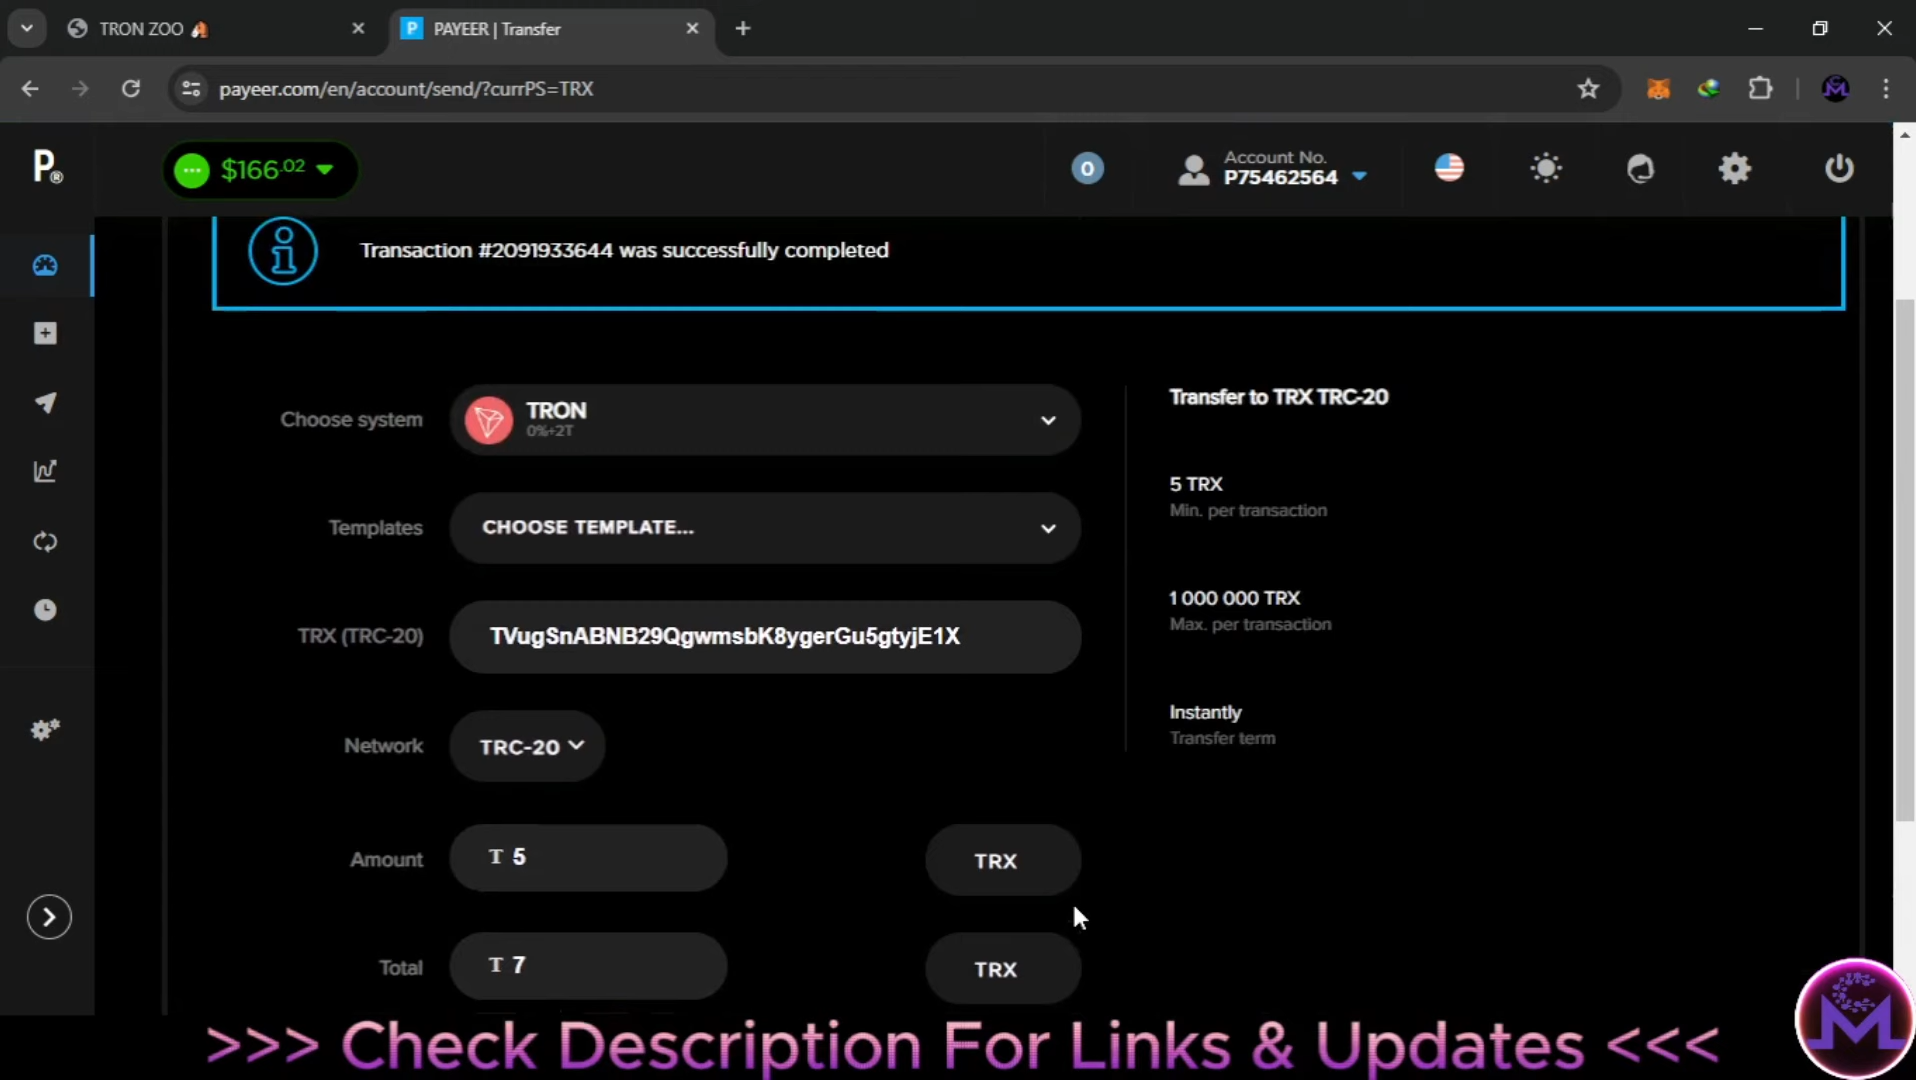 TRON ZOO
PAYEER | Transfer
payeer.com/en/account/send/?currPS=TRX
P®
$166.02
0
Account No.
P75462564
Transaction #2091933644 was successfully completed
Choose system
TRON
0%+2T
Transfer to TRX TRC-20
5 TRX
Min. per transaction
Templates
CHOOSE TEMPLATE...
1 000 000 TRX
Max. per transaction
TRX (TRC-20)
TVugSnABNB29QgwmsbK8ygerGu5gtyjE1X
Instantly
Transfer term
Network
TRC-20
Amount
T 5
TRX
Total
T 7
TRX
>>> Check Description For Links & Updates <<<